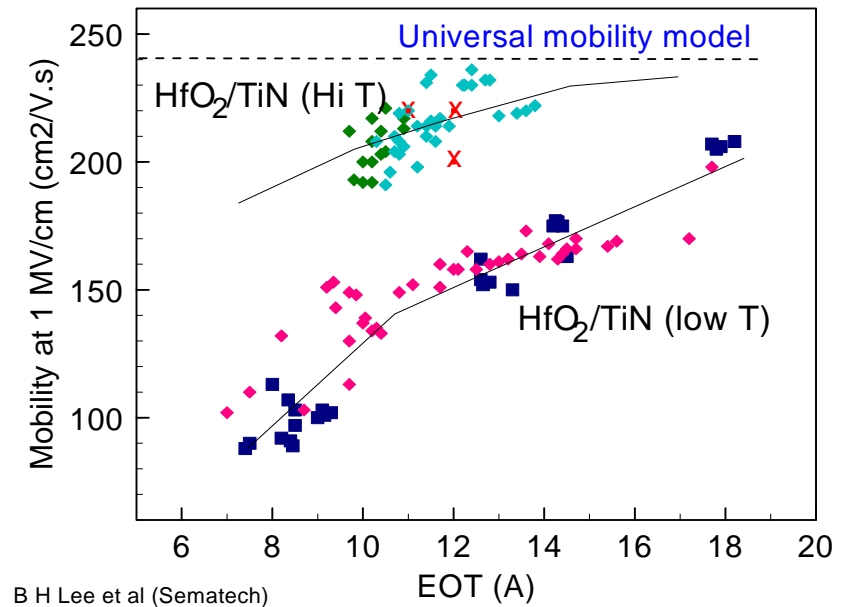 250
200
150
100
Mobility at 1 MV/cm (cm2/V.s)
Universal mobility model
HfO2/TiN (Hi T)
x x
x
HfO2/TiN (low T)
6 8 10 12 14 16 18 20
EOT (A)
B H Lee et al (Sematech)